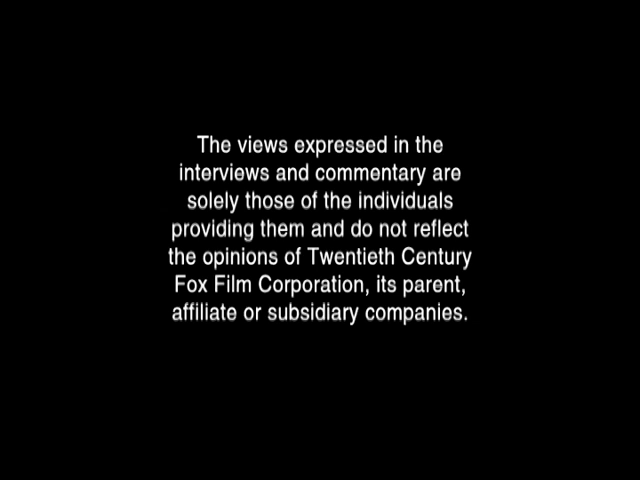 The views expressed in the
interviews and commentary are
solely those of the individuals
providing them and do not reflect
the opinions of Twentieth Century
Fox Film Corporation, its parent,
affiliate or subsidiary companies.